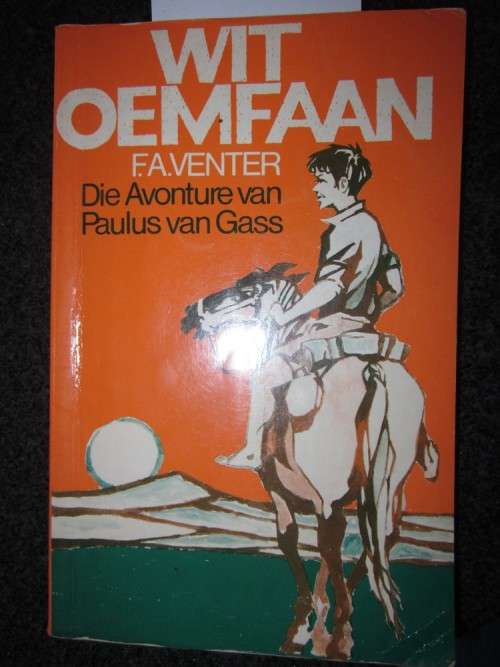 WIT
OEMFAAN
F.A.VENTER
Die Avonture van
Paulus van Gass